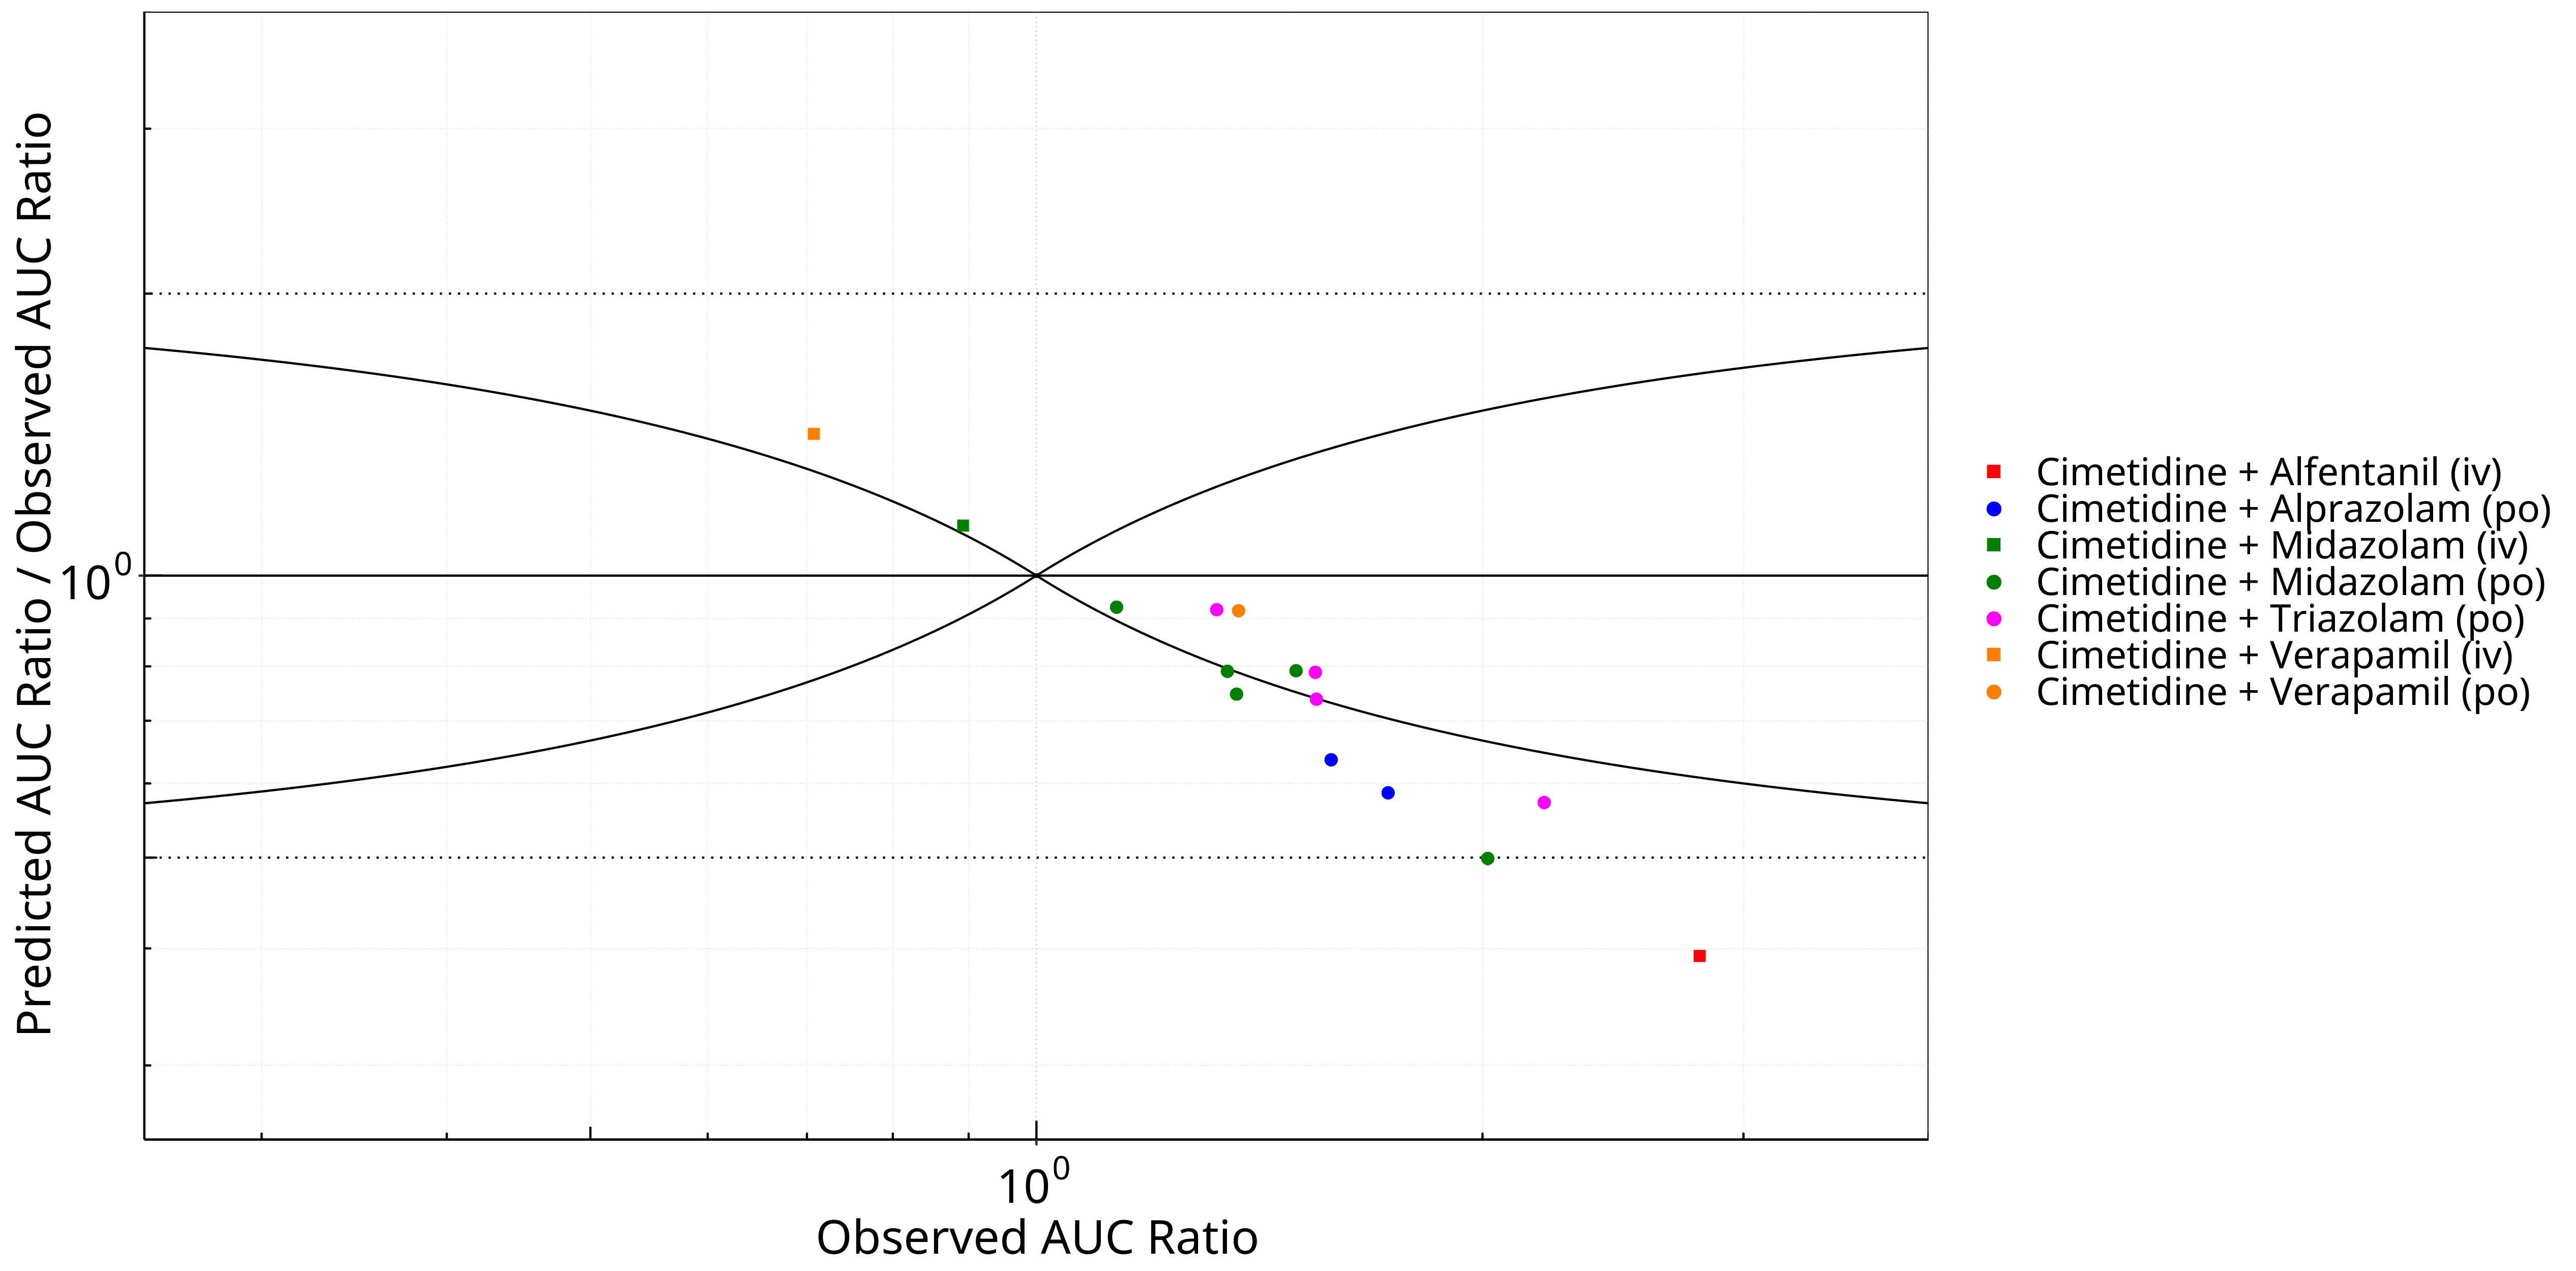 Predicted AUC Ratio / Observed AUC Ratio
10⁰
10⁰
Observed AUC Ratio
Cimetidine + Alfentanil (iv)
Cimetidine + Alprazolam (po)
Cimetidine + Midazolam (iv)
Cimetidine + Midazolam (po)
Cimetidine + Triazolam (po)
Cimetidine + Verapamil (iv)
Cimetidine + Verapamil (po)